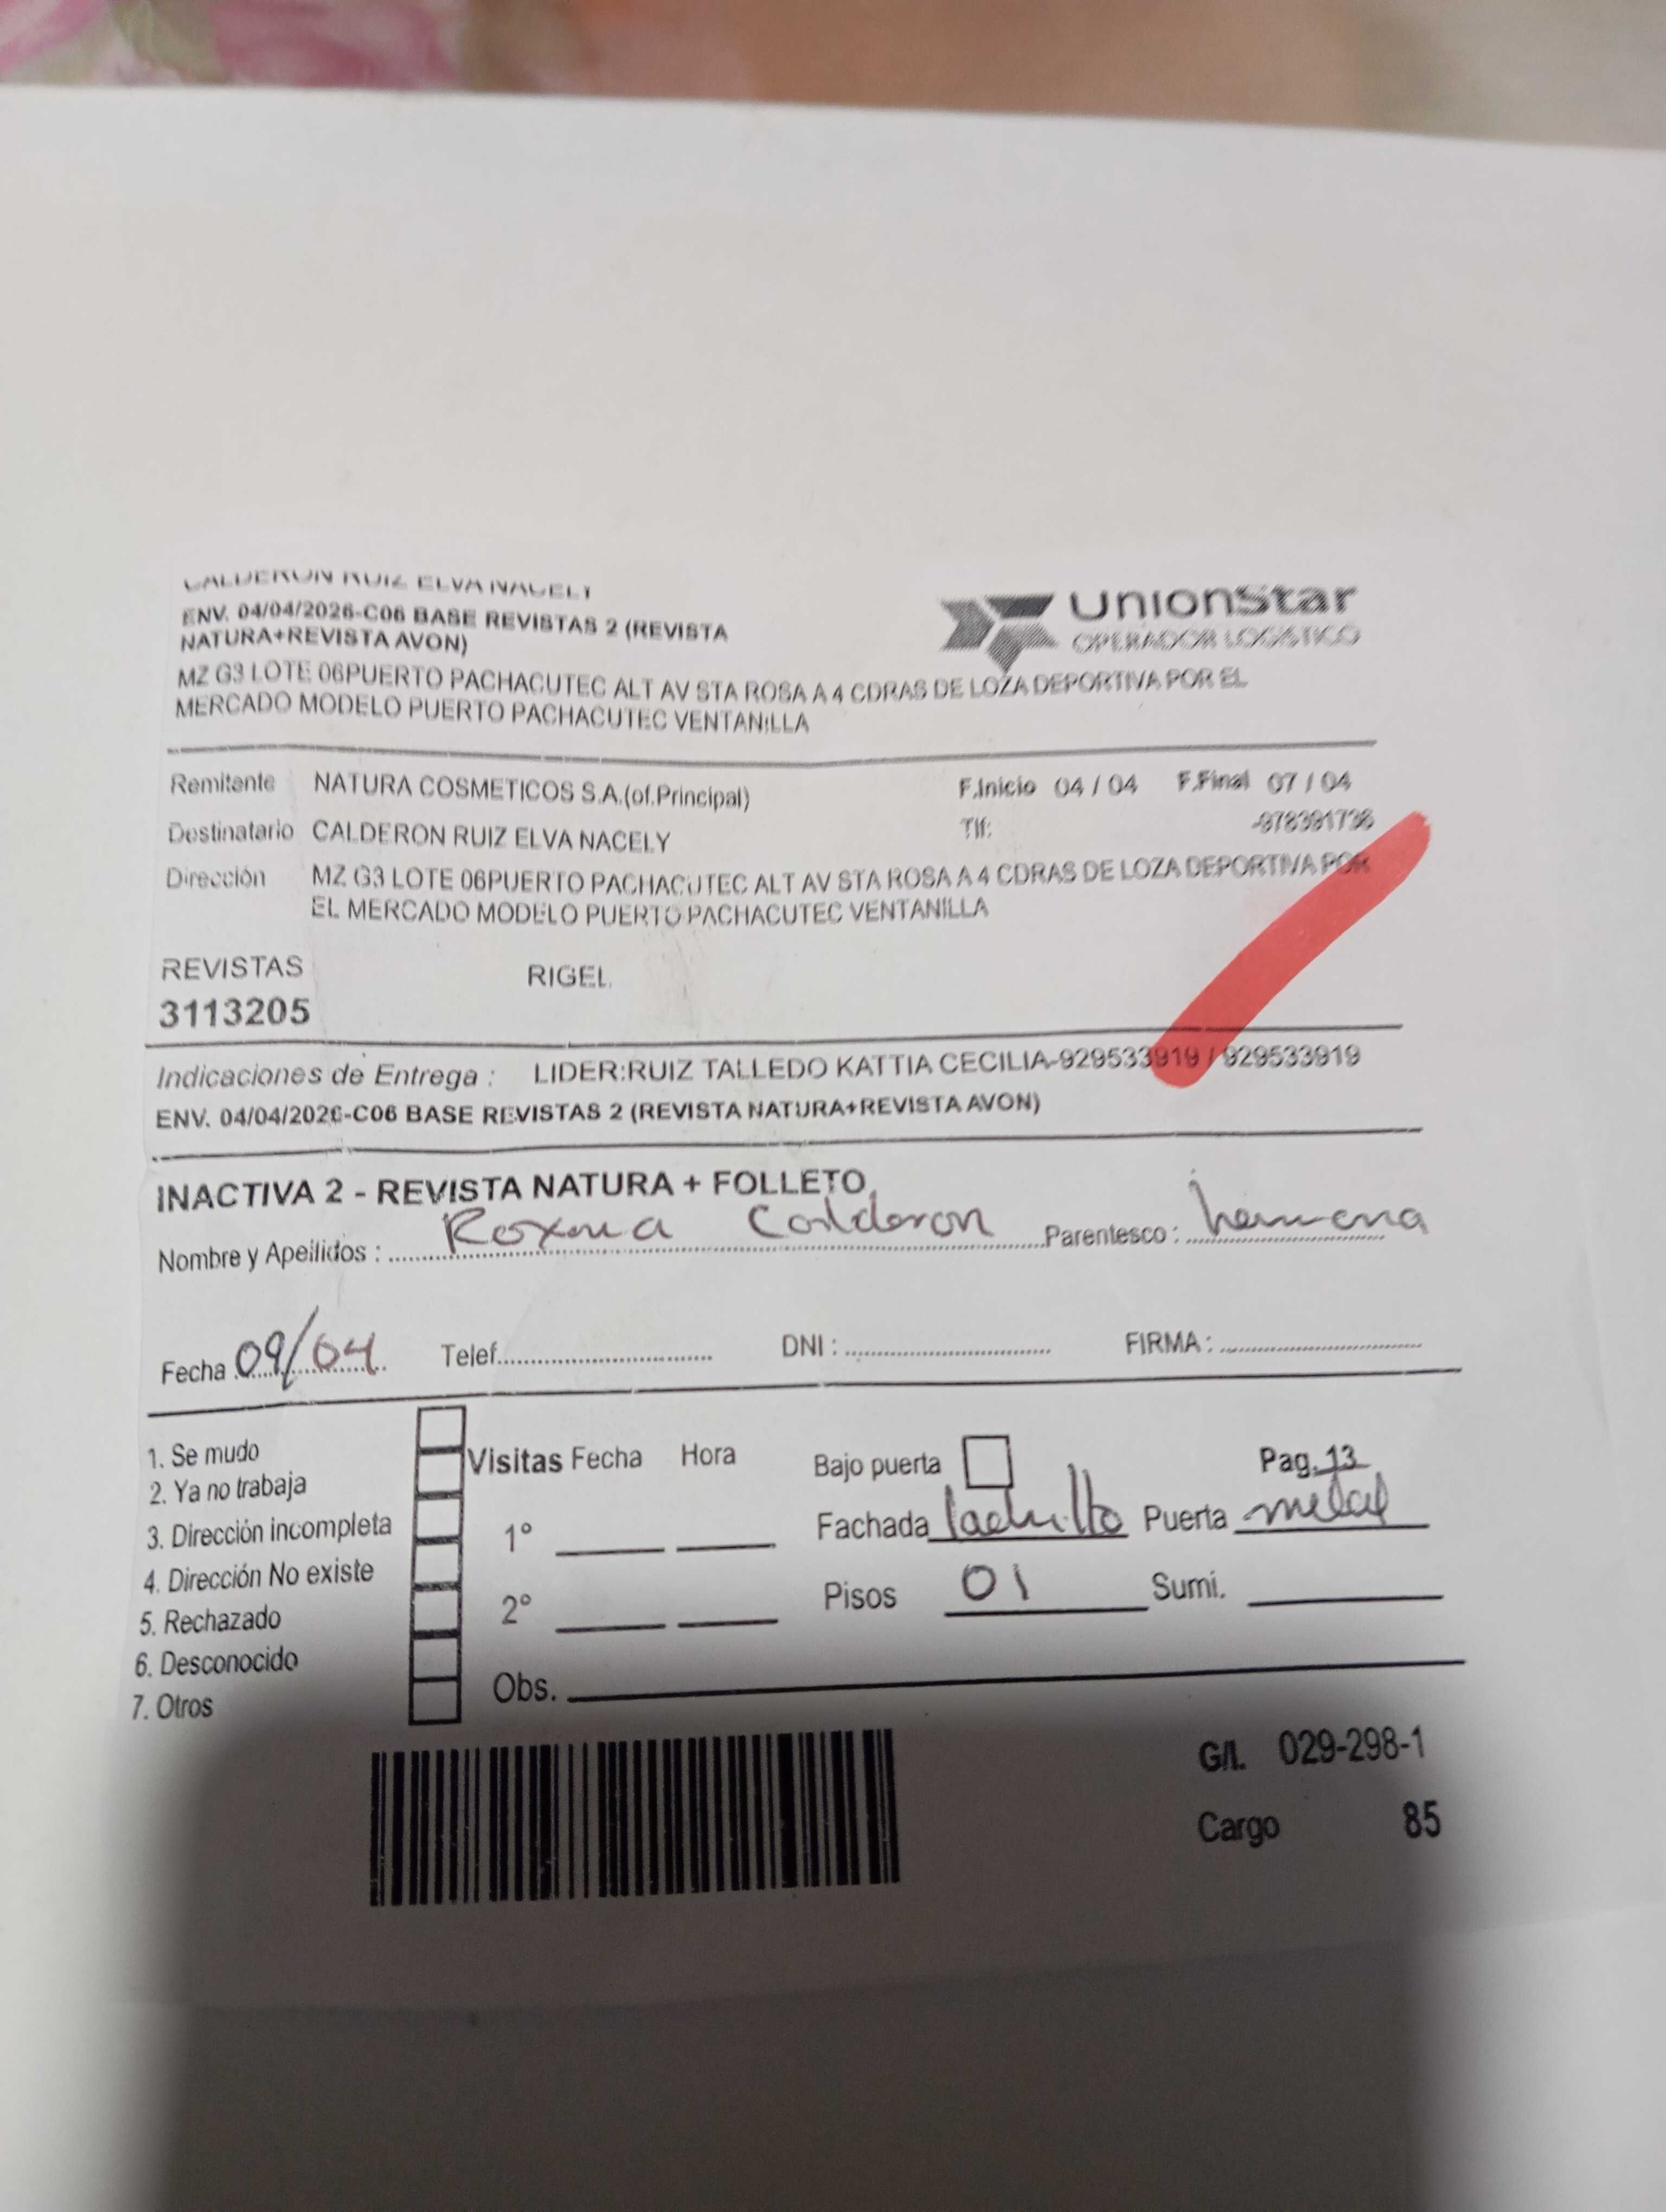 CALDERON RUIZ ELVA NACELY
ENV. 04/04/2026-C06 BASE REVISTAS 2 (REVISTA
NATURA+REVISTA AVON)
UnionStar
OPERADOR LOGÍSTICO
MZ G3 LOTE 06PUERTO PACHACUTEC ALT AV STA ROSA A 4 CDRAS DE LOZA DEPORTIVA POR EL
MERCADO MODELO PUERTO PACHACUTEC VENTANILLA
Remitente NATURA COSMETICOS S.A.(of.Principal) F.Inicio 04 / 04 F.Final 07 / 04
Destinatario CALDERON RUIZ ELVA NACELY Tlf: -978391736
Dirección MZ G3 LOTE 06PUERTO PACHACUTEC ALT AV STA ROSA A 4 CDRAS DE LOZA DEPORTIVA POR
EL MERCADO MODELO PUERTO PACHACUTEC VENTANILLA
REVISTAS RIGEL
3113205
Indicaciones de Entrega : LIDER:RUIZ TALLEDO KATTIA CECILIA-929533919 / 929533919
ENV. 04/04/2026-C06 BASE REVISTAS 2 (REVISTA NATURA+REVISTA AVON)
INACTIVA 2 - REVISTA NATURA + FOLLETO
Nombre y Apellidos : Roxana Calderon Parentesco : hermana
Fecha 09/04 Telef. DNI : FIRMA :
1. Se mudo
2. Ya no trabaja
3. Dirección incompleta
4. Dirección No existe
5. Rechazado
6. Desconocido
7. Otros
Visitas Fecha Hora
1°
2°
Bajo puerta Pag. 13
Fachada ladrillo Puerta metal
Pisos 01 Sumi.
Obs.
G/L 029-298-1
Cargo 85